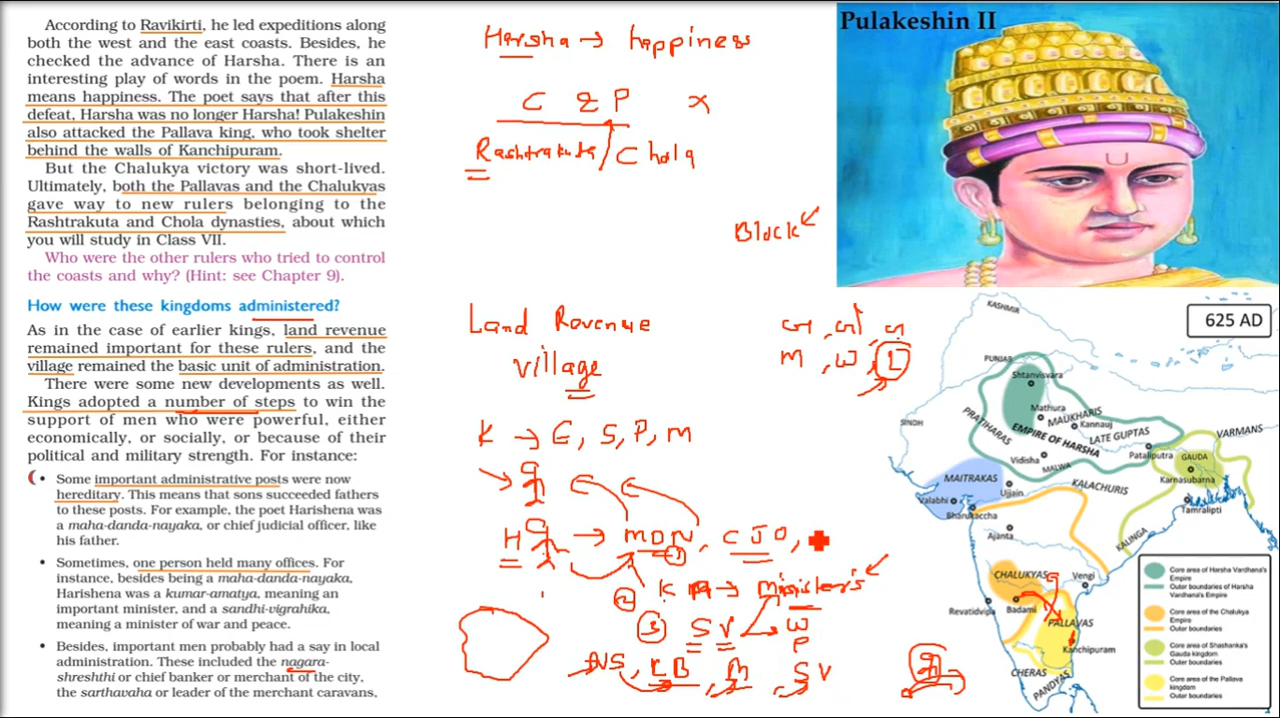 According to Ravikirti, he led expeditions along
both the west and the east coasts. Besides, he
checked the advance of Harsha. There is an
interesting play of words in the poem. Harsha
means happiness. The poet says that after this
defeat, Harsha was no longer Harsha! Pulakeshin
also attacked the Pallava king, who took shelter
behind the walls of Kanchipuram.
But the Chalukya victory was short-lived.
Ultimately, both the Pallavas and the Chalukyas
gave way to new rulers belonging to the
Rashtrakuta and Chola dynasties, about which
you will study in Class VII.
Who were the other rulers who tried to control
the coasts and why? (Hint: see Chapter 9).
How were these kingdoms administered?
As in the case of earlier kings, land revenue
remained important for these rulers, and the
village remained the basic unit of administration.
There were some new developments as well.
Kings adopted a number of steps to win the
support of men who were powerful, either
economically, or socially, or because of their
political and military strength. For instance:
• Some important administrative posts were now
hereditary. This means that sons succeeded fathers
to these posts. For example, the poet Harishena was
a maha-danda-nayaka, or chief judicial officer, like
his father.
• Sometimes, one person held many offices. For
instance, besides being a maha-danda-nayaka,
Harishena was a kumar-amatya, meaning an
important minister, and a sandhi-vigrahika,
meaning a minister of war and peace.
• Besides, important men probably had a say in local
administration. These included the nagara-
shreshthi or chief banker or merchant of the city,
the sarthavaha or leader of the merchant caravans,
Harsha → happiness
C & P x
Rashtrakuta / Chola
Block
Land Revenue
village
M, W, L
K → E, S, P, M
H → MDN, CJO,
1
2 K → Minister's
3 S V W
P
NS, LB, M, SV
Pulakeshin II
625 AD
KASHMIR
PUNJAB
Shtanvisvara
Mathura
MAUKHARIS
Kannauj
PRATIHARAS
EMPIRE OF HARSHA
LATE GUPTAS
VARMANS
SINDH
Vidisha
MALWA
Pataliputra
GAUDA
Karnasubarna
MAITRAKAS
Ujjain
KALACHURIS
Valabhi
Bharukaccha
Tamralipti
Ajanta
KALINGA
CHALUKYAS
Vengi
Revatidvipa
Badami
PALLAVAS
Kanchipuram
CHERAS
PANDYAS
Core area of Harsha Vardhana's
Empire
Outer boundaries of Harsha
Vardhana's Empire
Core area of the Chalukya
Empire
Outer boundaries
Core area of Shashanka's
Gauda kingdom
Outer boundaries
Core area of the Pallava
kingdom
Outer boundaries